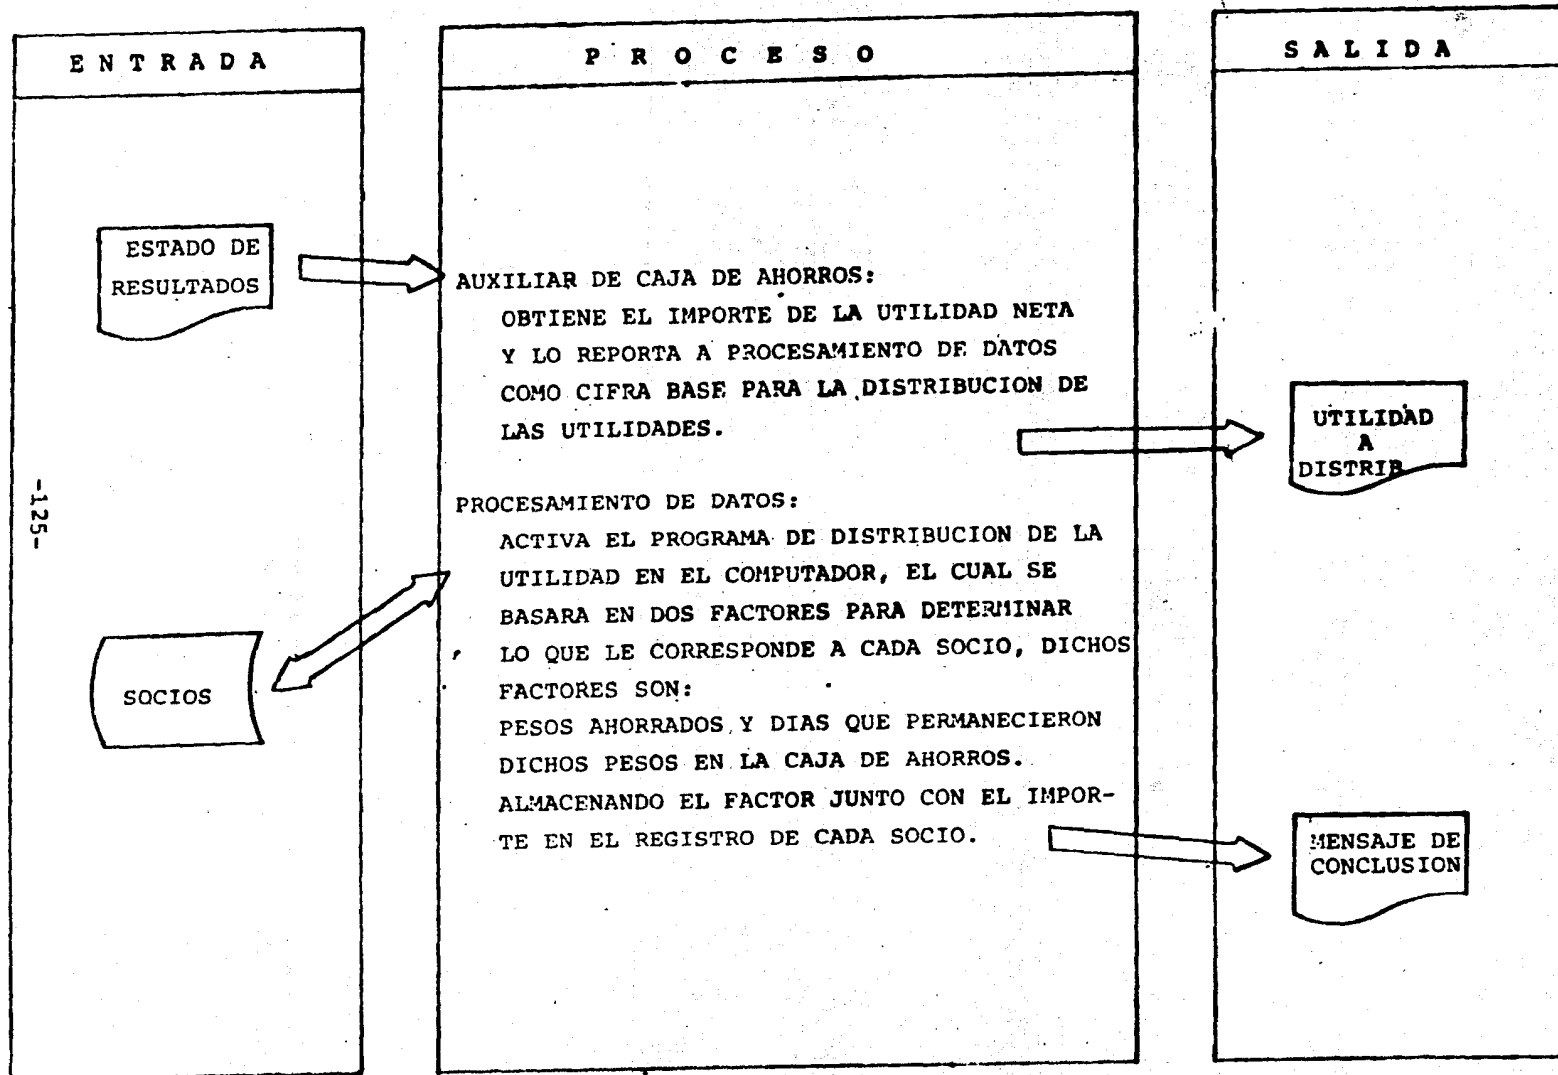 E N T R A D A
ESTADO DE
RESULTADOS
SOCIOS
-125-
P R O C E S O
AUXILIAR DE CAJA DE AHORROS:
OBTIENE EL IMPORTE DE LA UTILIDAD NETA
Y LO REPORTA A PROCESAMIENTO DE DATOS
COMO CIFRA BASE PARA LA DISTRIBUCION DE
LAS UTILIDADES.
PROCESAMIENTO DE DATOS:
ACTIVA EL PROGRAMA DE DISTRIBUCION DE LA
UTILIDAD EN EL COMPUTADOR, EL CUAL SE
BASARA EN DOS FACTORES PARA DETERMINAR
LO QUE LE CORRESPONDE A CADA SOCIO, DICHOS
FACTORES SON:
PESOS AHORRADOS Y DIAS QUE PERMANECIERON
DICHOS PESOS EN LA CAJA DE AHORROS.
ALMACENANDO EL FACTOR JUNTO CON EL IMPOR-
TE EN EL REGISTRO DE CADA SOCIO.
S A L I D A
UTILIDAD
A
DISTRIB
MENSAJE DE
CONCLUSION